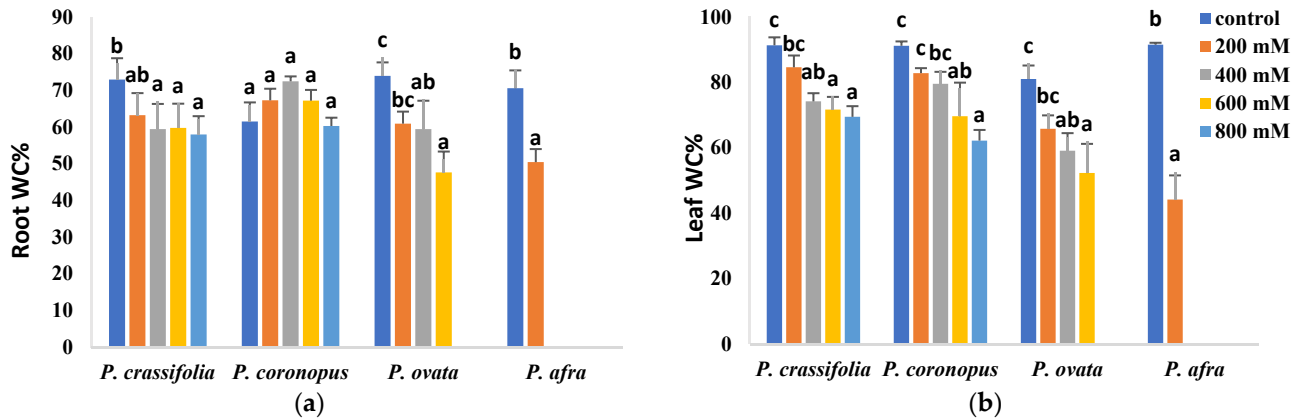 90
80
70
60
50
40
30
20
10
0
Root WC%
b
ab
a
a
a
a
a
a
a
a
c
bc
ab
a
b
a
P. crassifolia
P. coronopus
P. ovata
P. afra
(a)
100
80
60
40
20
0
Leaf WC%
c
bc
ab
a
a
c
c
bc
ab
a
c
bc
ab
a
b
a
control
200 mM
400 mM
600 mM
800 mM
P. crassifolia
P. coronopus
P. ovata
P. afra
(b)